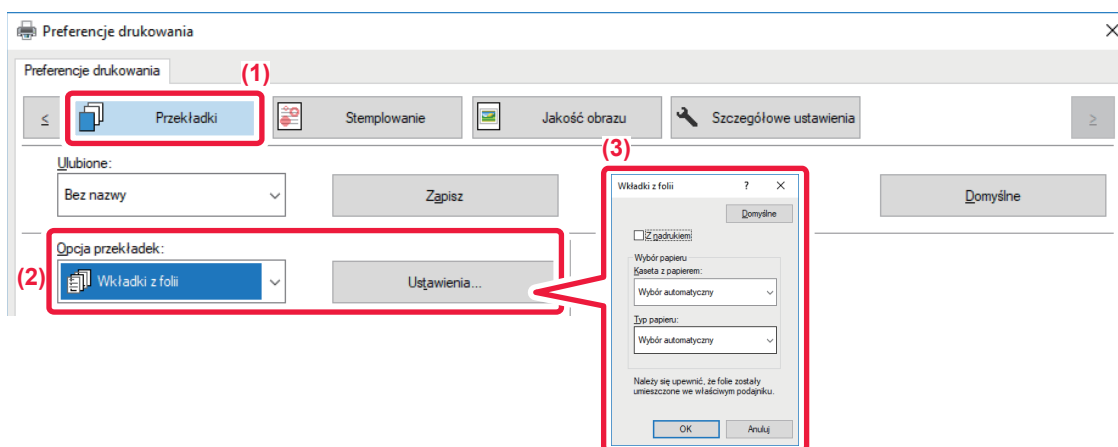 Preferencje drukowania
Preferencje drukowania
(1)
< Przekładki Stemplowanie Jakość obrazu Szczegółowe ustawienia >
Ulubione:
Bez nazwy Zapisz Domyślne
(2)
Opcja przekładek:
Wkładki z folii Ustawienia...
(3)
Wkładki z folii ? ×
Domyślne
Z nadrukiem
Wybór papieru
Kaseta z papierem:
Wybór automatyczny
Typ papieru:
Wybór automatyczny
Należy się upewnić, że folie zostały
umieszczone we właściwym podajniku.
OK Anuluj